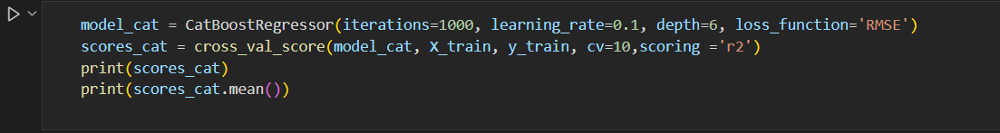 model_cat = CatBoostRegressor(iterations=1000, learning_rate=0.1, depth=6, loss_function='RMSE')
scores_cat = cross_val_score(model_cat, X_train, y_train, cv=10,scoring ='r2')
print(scores_cat)
print(scores_cat.mean())